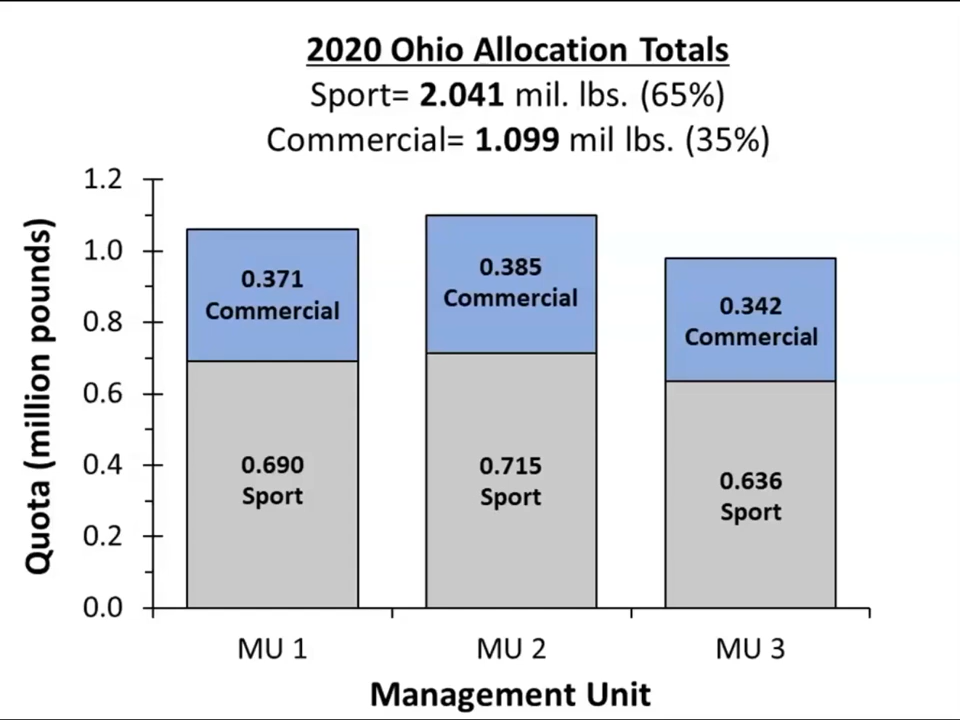 2020 Ohio Allocation Totals
Sport= 2.041 mil. lbs. (65%)
Commercial= 1.099 mil lbs. (35%)
Quota (million pounds)
1.2
1.0
0.8
0.6
0.4
0.2
0.0
0.371
Commercial
0.690
Sport
0.385
Commercial
0.715
Sport
0.342
Commercial
0.636
Sport
MU 1
MU 2
MU 3
Management Unit